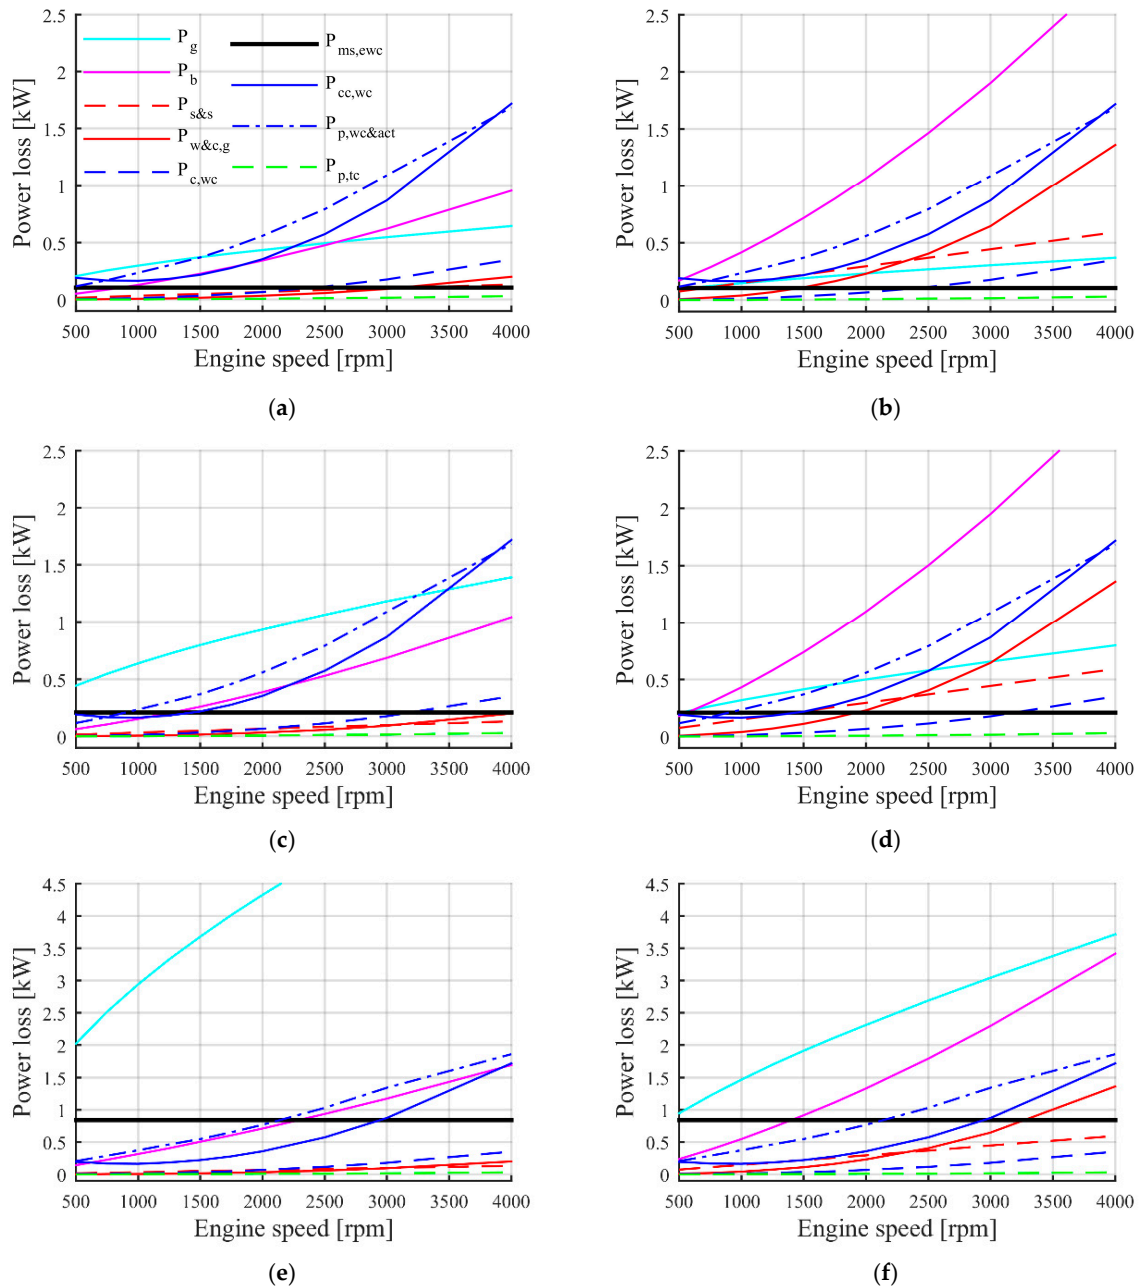 2.5
2
1.5
1
0.5
0
Power loss [kW]
P_g
P_b
P_s&s
P_w&c,g
P_c,wc
P_ms,ewc
P_cc,wc
P_p,wc&act
P_p,tc
500 1000 1500 2000 2500 3000 3500 4000
Engine speed [rpm]
(a)
2.5
2
1.5
1
0.5
0
Power loss [kW]
500 1000 1500 2000 2500 3000 3500 4000
Engine speed [rpm]
(b)
2.5
2
1.5
1
0.5
0
Power loss [kW]
500 1000 1500 2000 2500 3000 3500 4000
Engine speed [rpm]
(c)
2.5
2
1.5
1
0.5
0
Power loss [kW]
500 1000 1500 2000 2500 3000 3500 4000
Engine speed [rpm]
(d)
4.5
4
3.5
3
2.5
2
1.5
1
0.5
0
Power loss [kW]
500 1000 1500 2000 2500 3000 3500 4000
Engine speed [rpm]
(e)
4.5
4
3.5
3
2.5
2
1.5
1
0.5
0
Power loss [kW]
500 1000 1500 2000 2500 3000 3500 4000
Engine speed [rpm]
(f)